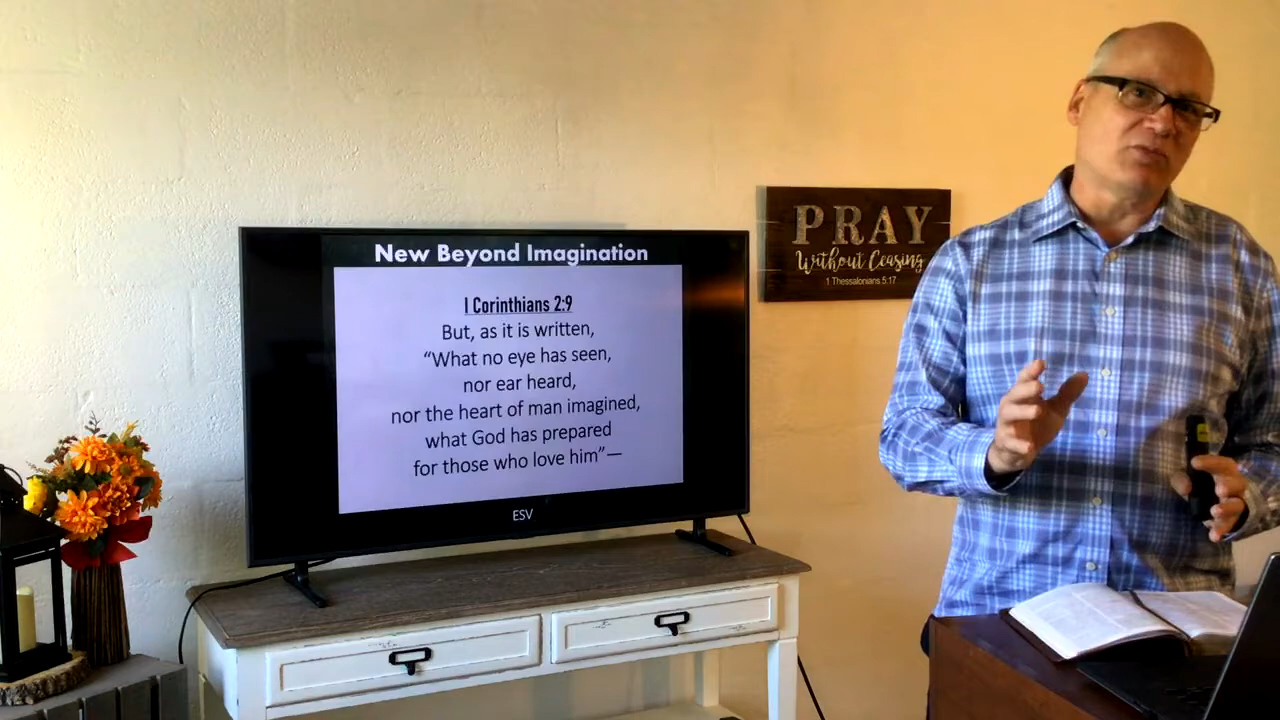 New Beyond Imagination
I Corinthians 2:9
But, as it is written,
“What no eye has seen,
nor ear heard,
nor the heart of man imagined,
what God has prepared
for those who love him”—
ESV
PRAY
Without Ceasing
1 Thessalonians 5:17